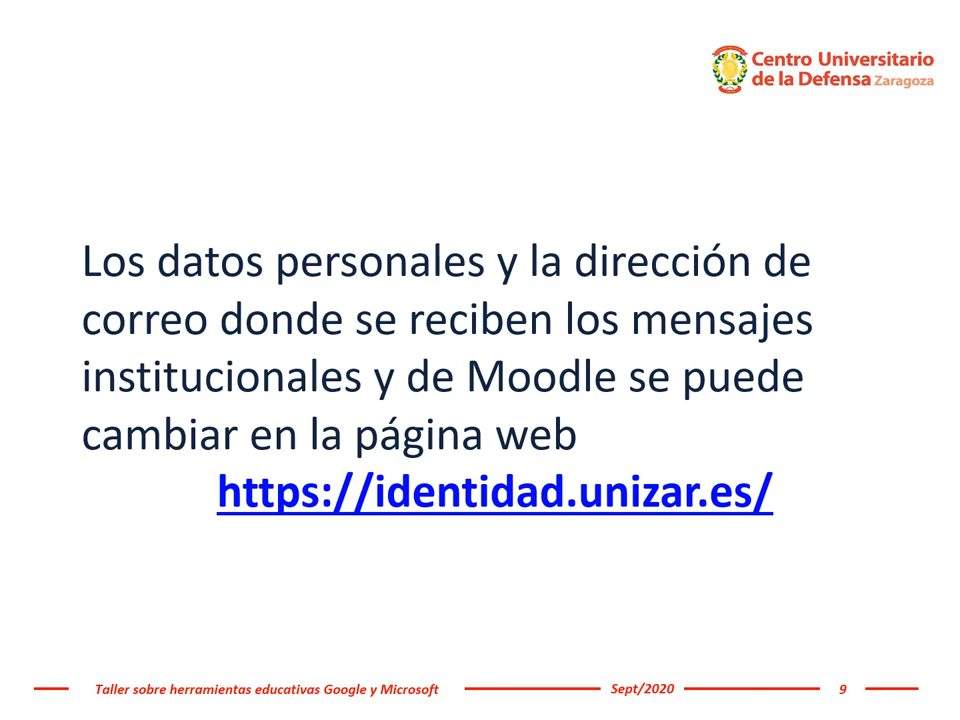 Centro Universitario
de la Defensa Zaragoza
Los datos personales y la dirección de
correo donde se reciben los mensajes
institucionales y de Moodle se puede
cambiar en la página web
https://identidad.unizar.es/
Taller sobre herramientas educativas Google y Microsoft Sept/2020 9